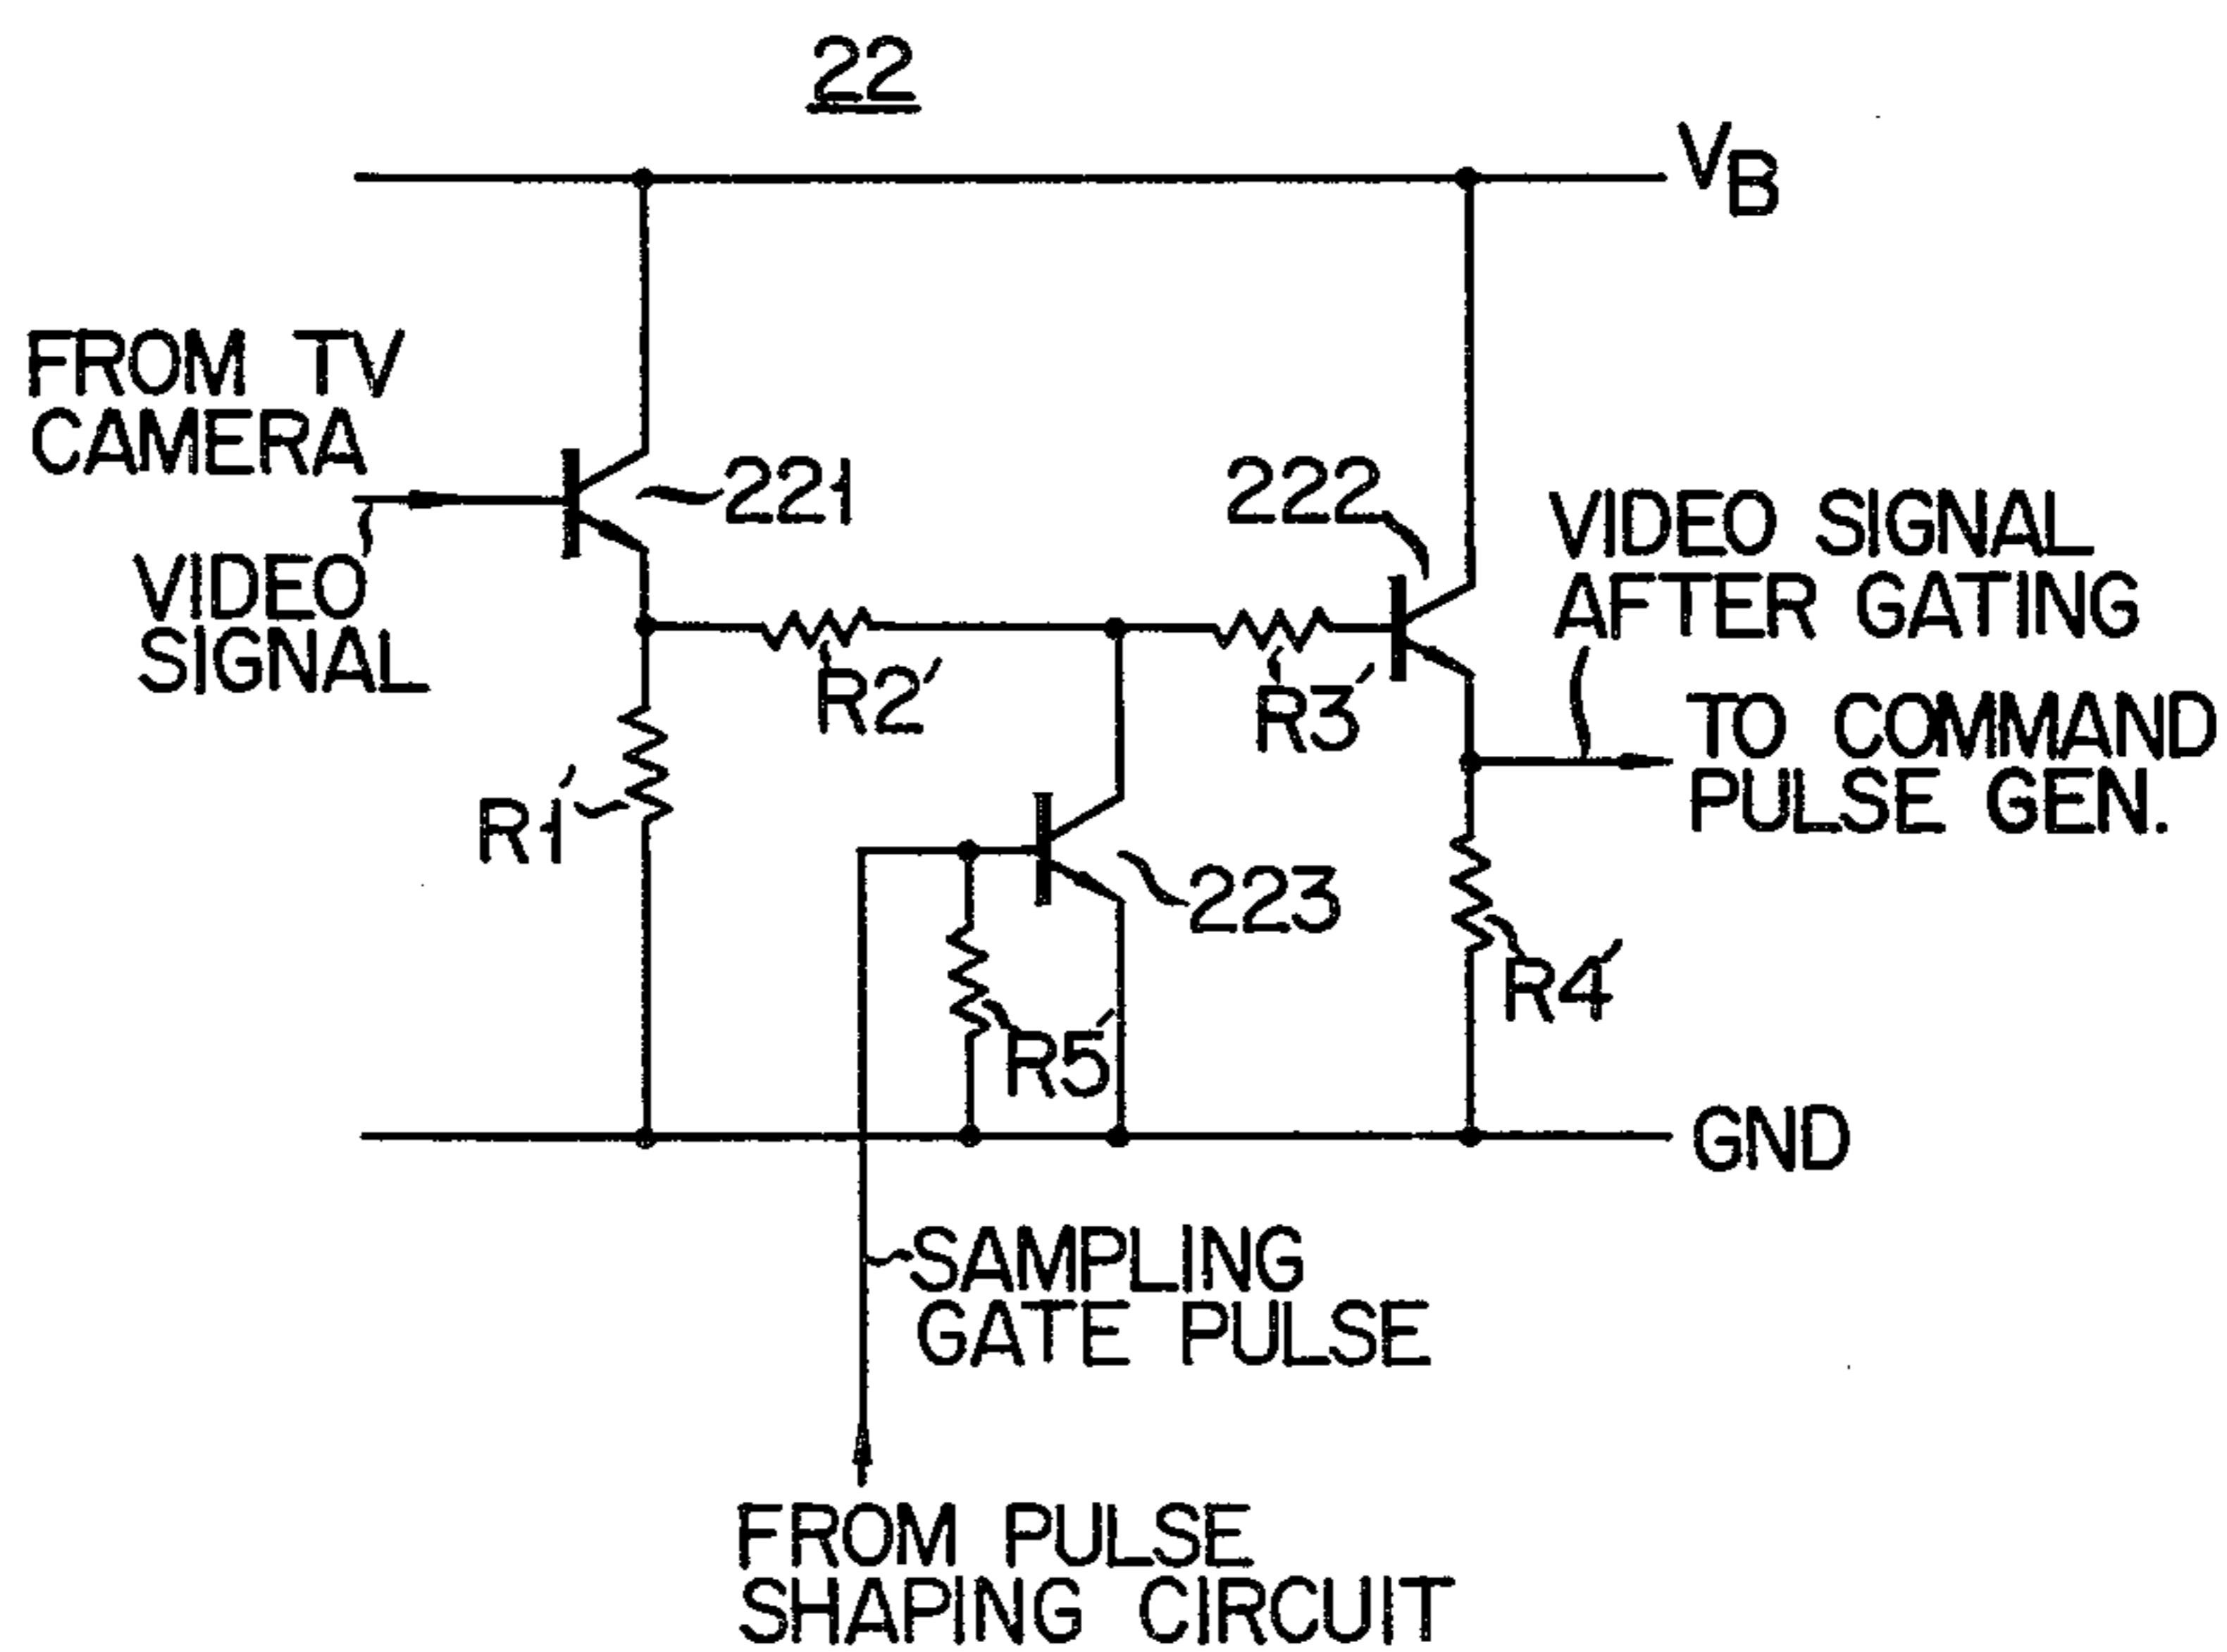 22
VB
FROM TV
CAMERA
221
222
VIDEO SIGNAL
AFTER GATING
VIDEO
SIGNAL
R2'
R3'
TO COMMAND
PULSE GEN.
R1'
223
R4'
R5'
GND
SAMPLING
GATE PULSE
FROM PULSE
SHAPING CIRCUIT